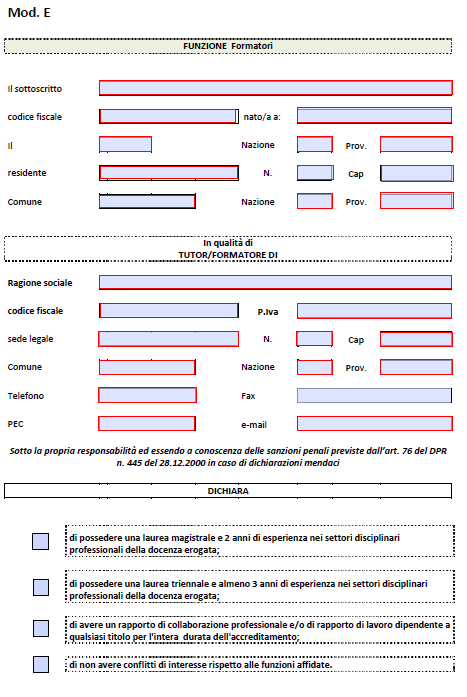 Mod. E
FUNZIONE Formatori
Il sottoscritto
codice fiscale nato/a a:
Il Nazione Prov.
residente N. Cap
Comune Nazione Prov.
In qualità di
TUTOR/FORMATORE DI
Ragione sociale
codice fiscale P.Iva
sede legale N. Cap
Comune Nazione Prov.
Telefono Fax
PEC e-mail
Sotto la propria responsabilità ed essendo a conoscenza delle sanzioni penali previste dall'art. 76 del DPR
n. 445 del 28.12.2000 in caso di dichiarazioni mendaci
DICHIARA
di possedere una laurea magistrale e 2 anni di esperienza nei settori disciplinari
professionali della docenza erogata;
di possedere una laurea triennale e almeno 3 anni di esperienza nei settori disciplinari
professionali della docenza erogata;
di avere un rapporto di collaborazione professionale e/o di rapporto di lavoro dipendente a
qualsiasi titolo per l'intera durata dell'accreditamento;
di non avere conflitti di interesse rispetto alle funzioni affidate.